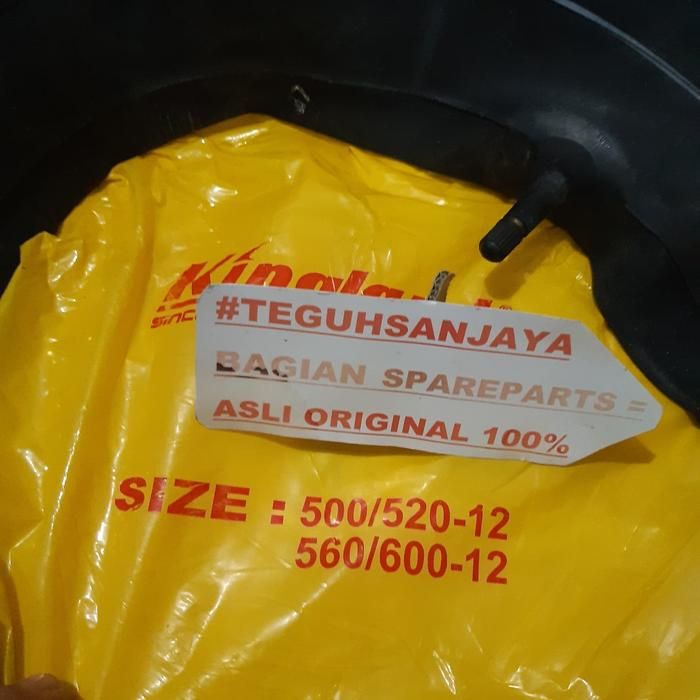 #TEGUHSANJAYA
BAGIAN SPAREPARTS =
ASLI ORIGINAL 100%
SIZE : 500/520-12
560/600-12